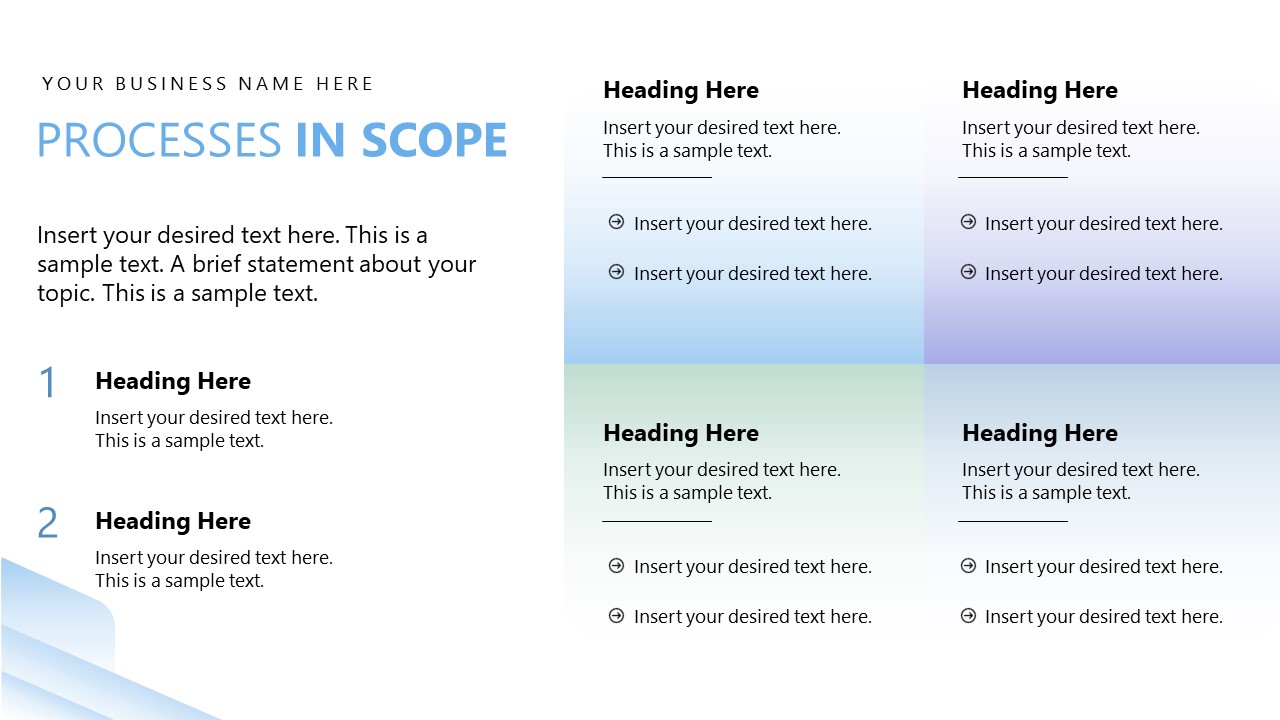 YOUR BUSINESS NAME HERE
PROCESSES IN SCOPE
Insert your desired text here. This is a
sample text. A brief statement about your
topic. This is a sample text.
1
Heading Here
Insert your desired text here.
This is a sample text.
2
Heading Here
Insert your desired text here.
This is a sample text.
Heading Here
Insert your desired text here.
This is a sample text.
Insert your desired text here.
Insert your desired text here.
Heading Here
Insert your desired text here.
This is a sample text.
Insert your desired text here.
Insert your desired text here.
Heading Here
Insert your desired text here.
This is a sample text.
Insert your desired text here.
Insert your desired text here.
Heading Here
Insert your desired text here.
This is a sample text.
Insert your desired text here.
Insert your desired text here.